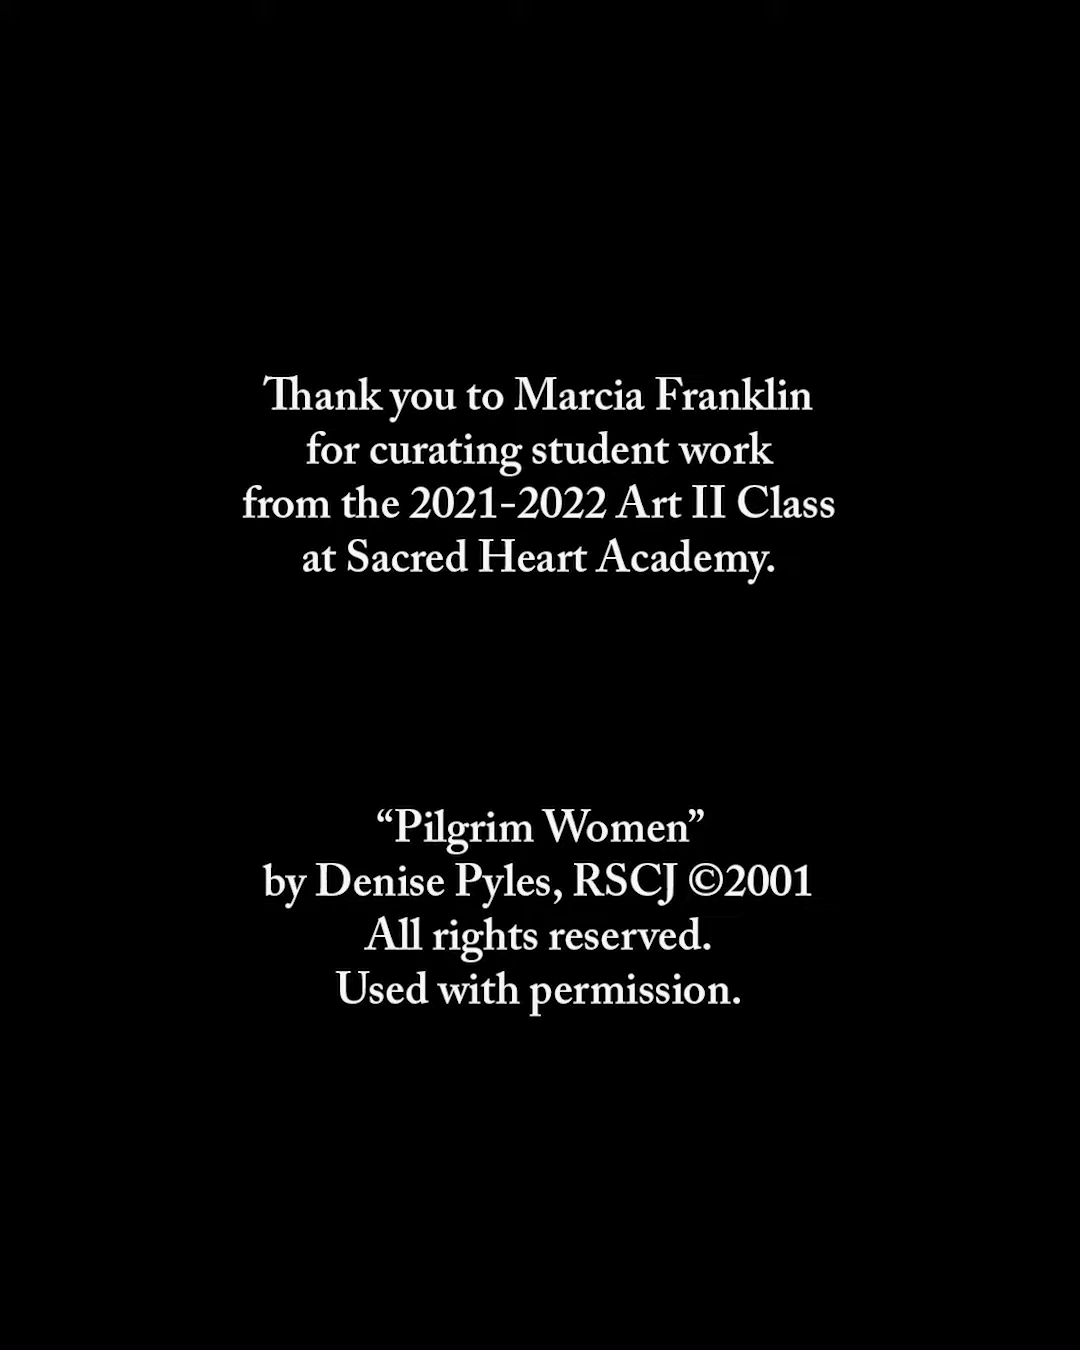 Thank you to Marcia Franklin
for curating student work
from the 2021-2022 Art II Class
at Sacred Heart Academy.
“Pilgrim Women”
by Denise Pyles, RSCJ ©2001
All rights reserved.
Used with permission.